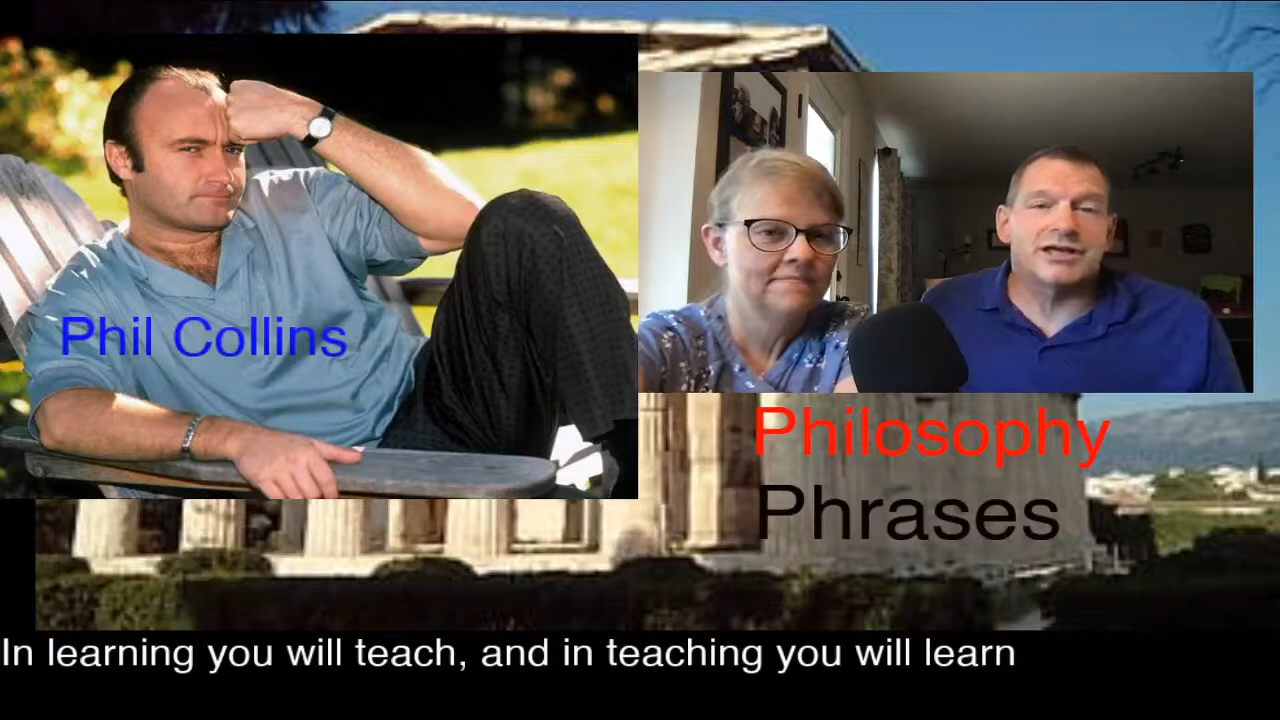 Phil Collins
Philosophy
Phrases
In learning you will teach, and in teaching you will learn